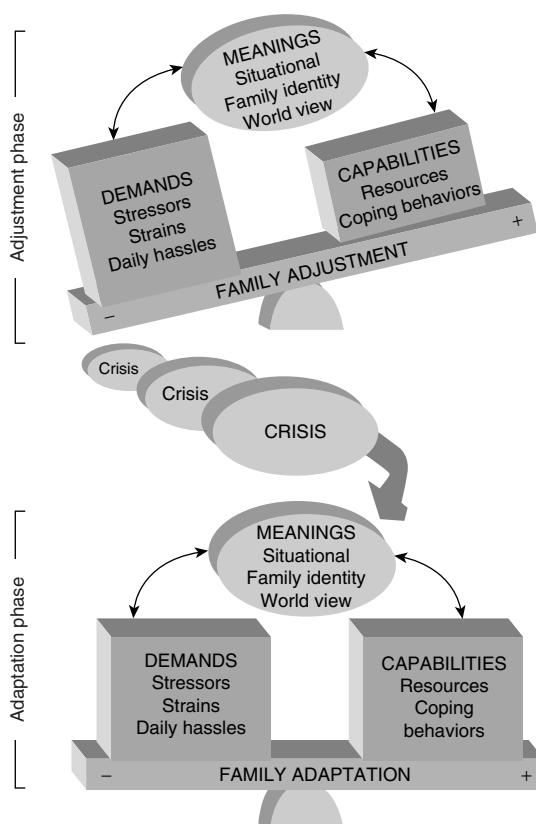 Adjustment phase
MEANINGS
Situational
Family identity
World view
DEMANDS
Stressors
Strains
Daily hassles
CAPABILITIES
Resources
Coping behaviors
− FAMILY ADJUSTMENT +
Crisis
Crisis
CRISIS
Adaptation phase
MEANINGS
Situational
Family identity
World view
DEMANDS
Stressors
Strains
Daily hassles
CAPABILITIES
Resources
Coping
behaviors
− FAMILY ADAPTATION +